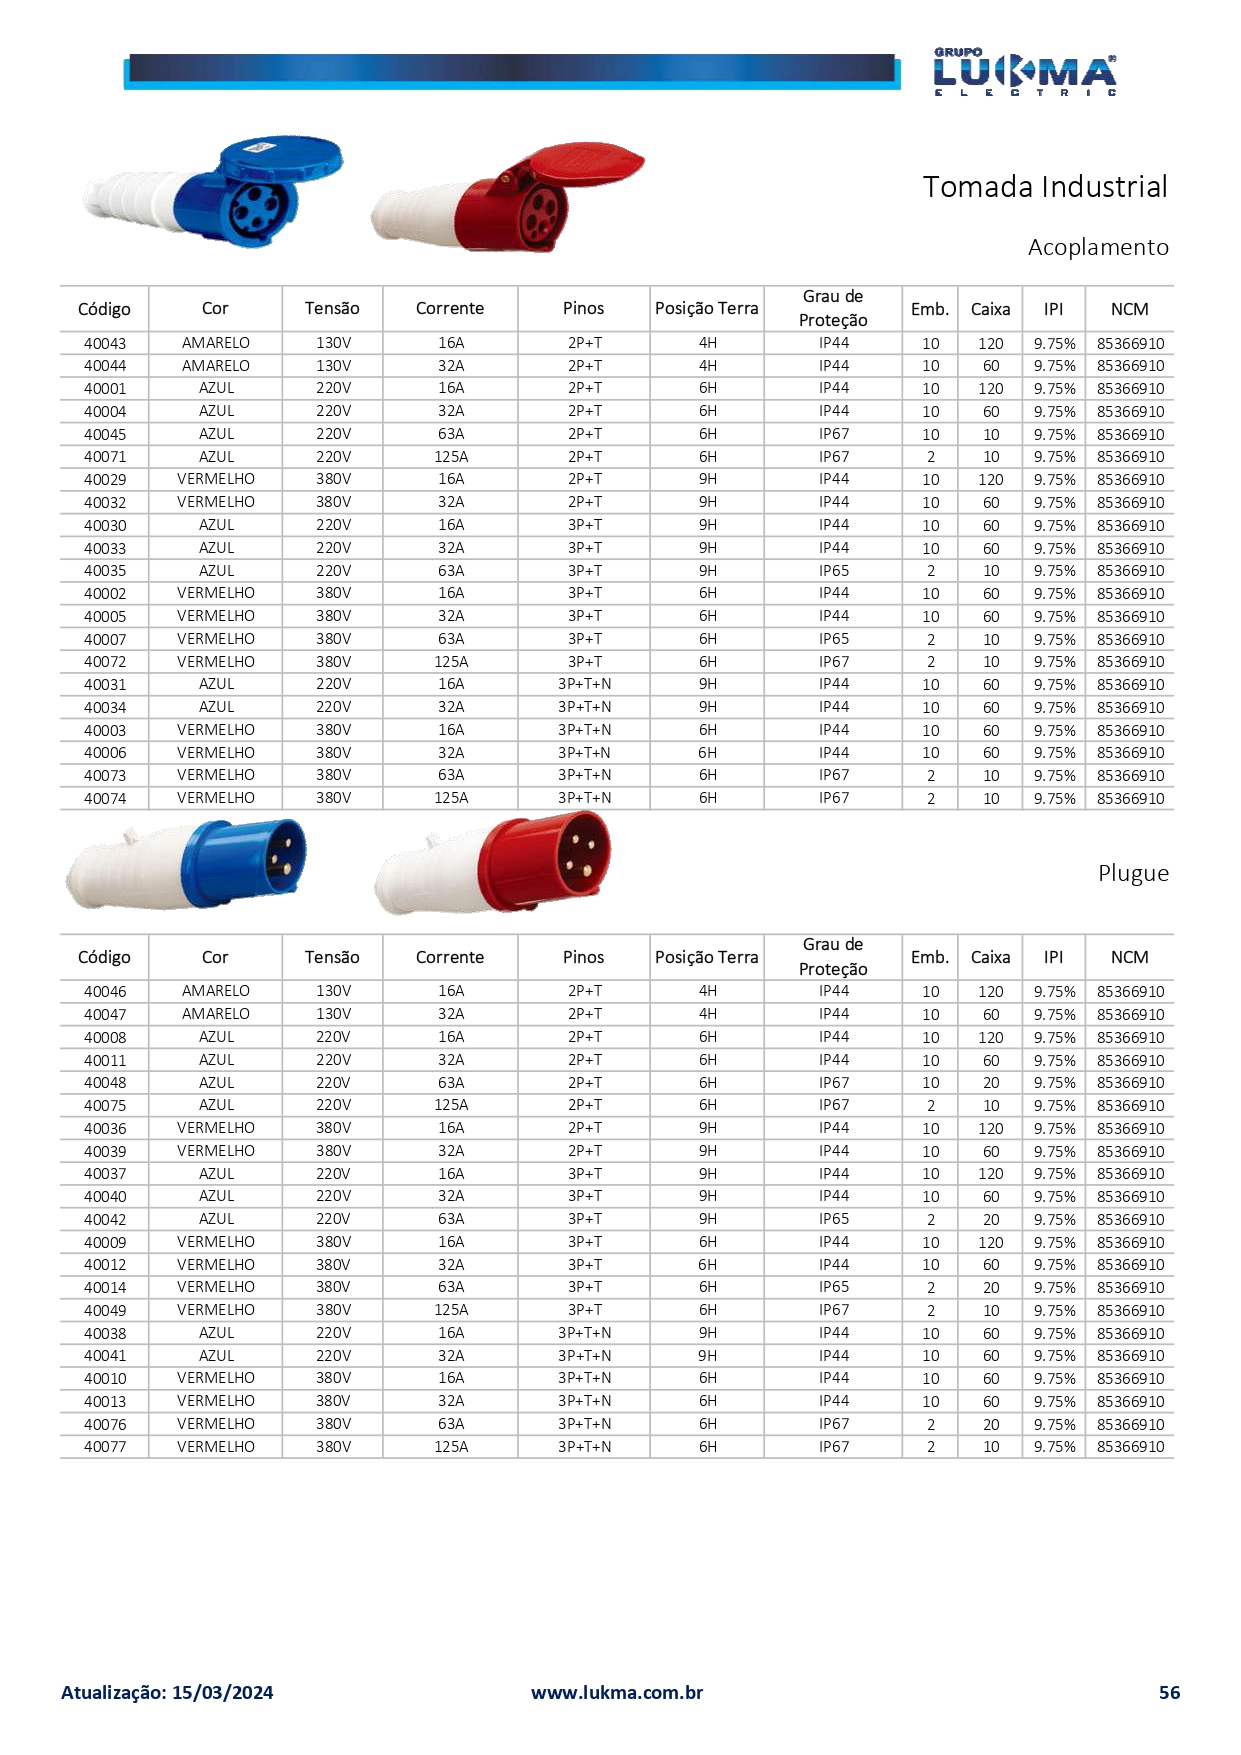 GRUPO
LUKMA
ELECTRIC
Tomada Industrial
Acoplamento
Código Cor Tensão Corrente Pinos Posição Terra Grau de Proteção Emb. Caixa IPI NCM
40043 AMARELO 130V 16A 2P+T 4H IP44 10 120 9.75% 85366910
40044 AMARELO 130V 32A 2P+T 4H IP44 10 60 9.75% 85366910
40001 AZUL 220V 16A 2P+T 6H IP44 10 120 9.75% 85366910
40004 AZUL 220V 32A 2P+T 6H IP44 10 60 9.75% 85366910
40045 AZUL 220V 63A 2P+T 6H IP67 10 10 9.75% 85366910
40071 AZUL 220V 125A 2P+T 6H IP67 2 10 9.75% 85366910
40029 VERMELHO 380V 16A 2P+T 9H IP44 10 120 9.75% 85366910
40032 VERMELHO 380V 32A 2P+T 9H IP44 10 60 9.75% 85366910
40030 AZUL 220V 16A 3P+T 9H IP44 10 60 9.75% 85366910
40033 AZUL 220V 32A 3P+T 9H IP44 10 60 9.75% 85366910
40035 AZUL 220V 63A 3P+T 9H IP65 2 10 9.75% 85366910
40002 VERMELHO 380V 16A 3P+T 6H IP44 10 60 9.75% 85366910
40005 VERMELHO 380V 32A 3P+T 6H IP44 10 60 9.75% 85366910
40007 VERMELHO 380V 63A 3P+T 6H IP65 2 10 9.75% 85366910
40072 VERMELHO 380V 125A 3P+T 6H IP67 2 10 9.75% 85366910
40031 AZUL 220V 16A 3P+T+N 9H IP44 10 60 9.75% 85366910
40034 AZUL 220V 32A 3P+T+N 9H IP44 10 60 9.75% 85366910
40003 VERMELHO 380V 16A 3P+T+N 6H IP44 10 60 9.75% 85366910
40006 VERMELHO 380V 32A 3P+T+N 6H IP44 10 60 9.75% 85366910
40073 VERMELHO 380V 63A 3P+T+N 6H IP67 2 10 9.75% 85366910
40074 VERMELHO 380V 125A 3P+T+N 6H IP67 2 10 9.75% 85366910
Plugue
Código Cor Tensão Corrente Pinos Posição Terra Grau de Proteção Emb. Caixa IPI NCM
40046 AMARELO 130V 16A 2P+T 4H IP44 10 120 9.75% 85366910
40047 AMARELO 130V 32A 2P+T 4H IP44 10 60 9.75% 85366910
40008 AZUL 220V 16A 2P+T 6H IP44 10 120 9.75% 85366910
40011 AZUL 220V 32A 2P+T 6H IP44 10 60 9.75% 85366910
40048 AZUL 220V 63A 2P+T 6H IP67 10 20 9.75% 85366910
40075 AZUL 220V 125A 2P+T 6H IP67 2 10 9.75% 85366910
40036 VERMELHO 380V 16A 2P+T 9H IP44 10 120 9.75% 85366910
40039 VERMELHO 380V 32A 2P+T 9H IP44 10 60 9.75% 85366910
40037 AZUL 220V 16A 3P+T 9H IP44 10 120 9.75% 85366910
40040 AZUL 220V 32A 3P+T 9H IP44 10 60 9.75% 85366910
40042 AZUL 220V 63A 3P+T 9H IP65 2 20 9.75% 85366910
40009 VERMELHO 380V 16A 3P+T 6H IP44 10 120 9.75% 85366910
40012 VERMELHO 380V 32A 3P+T 6H IP44 10 60 9.75% 85366910
40014 VERMELHO 380V 63A 3P+T 6H IP65 2 20 9.75% 85366910
40049 VERMELHO 380V 125A 3P+T 6H IP67 2 10 9.75% 85366910
40038 AZUL 220V 16A 3P+T+N 9H IP44 10 60 9.75% 85366910
40041 AZUL 220V 32A 3P+T+N 9H IP44 10 60 9.75% 85366910
40010 VERMELHO 380V 16A 3P+T+N 6H IP44 10 60 9.75% 85366910
40013 VERMELHO 380V 32A 3P+T+N 6H IP44 10 60 9.75% 85366910
40076 VERMELHO 380V 63A 3P+T+N 6H IP67 2 20 9.75% 85366910
40077 VERMELHO 380V 125A 3P+T+N 6H IP67 2 10 9.75% 85366910
Atualização: 15/03/2024 www.lukma.com.br 56